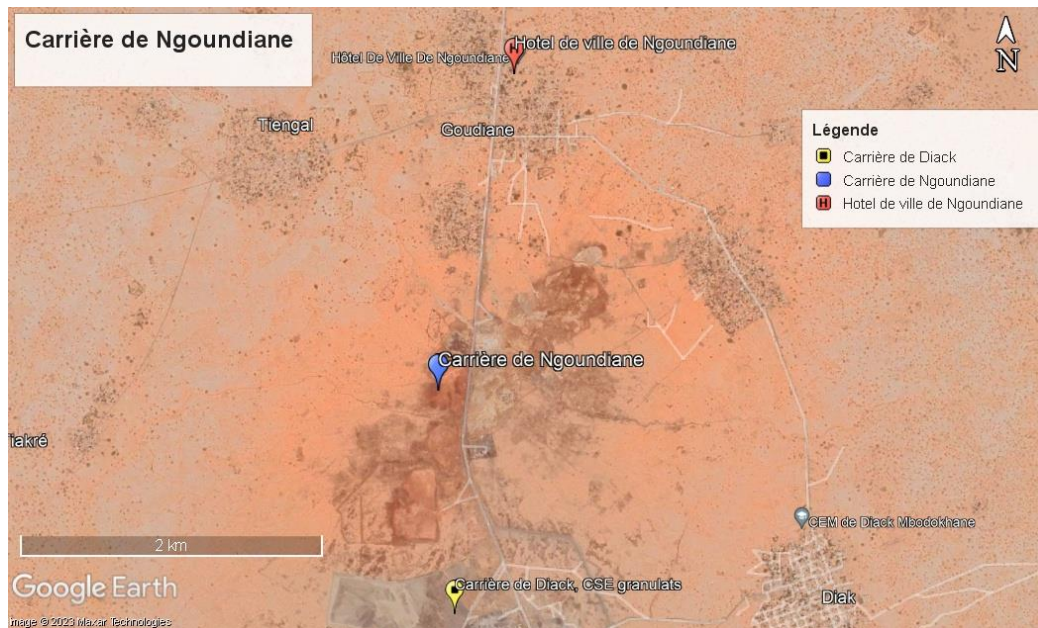 Carrière de Ngoundiane
Hotel de ville de Ngoundiane
Hôtel De Ville De Ngoundiane
N
Tiengal
Goudiane
Légende
Carrière de Diack
Carrière de Ngoundiane
H Hotel de ville de Ngoundiane
Carrière de Ngoundiane
iakré
CEM de Diack Mbodokhane
2 km
Carrière de Diack, CSE granulats
Google Earth
Diak
Image © 2023 Maxar Technologies